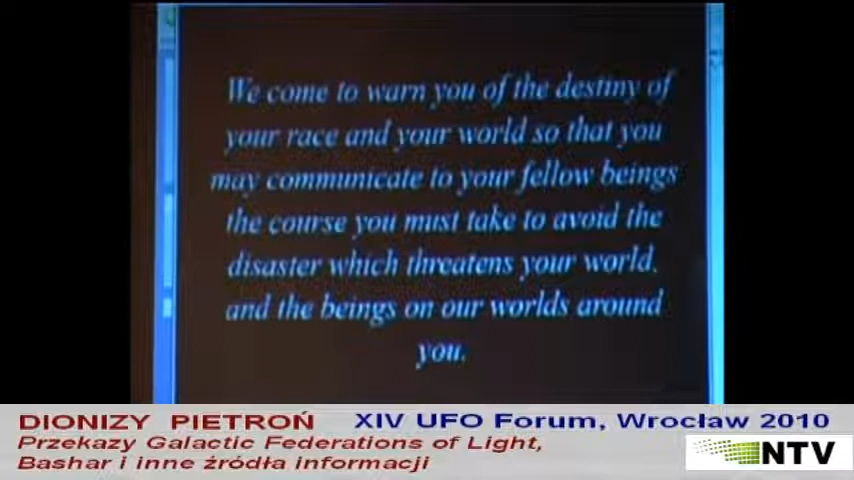 We come to warn you of the destiny of
your race and your world so that you
may communicate to your fellow beings
the course you must take to avoid the
disaster which threatens your world,
and the beings on our worlds around
you.
DIONIZY PIETROŃ XIV UFO Forum, Wrocław 2010
Przekazy Galactic Federations of Light,
Bashar i inne źródła informacji
NTV